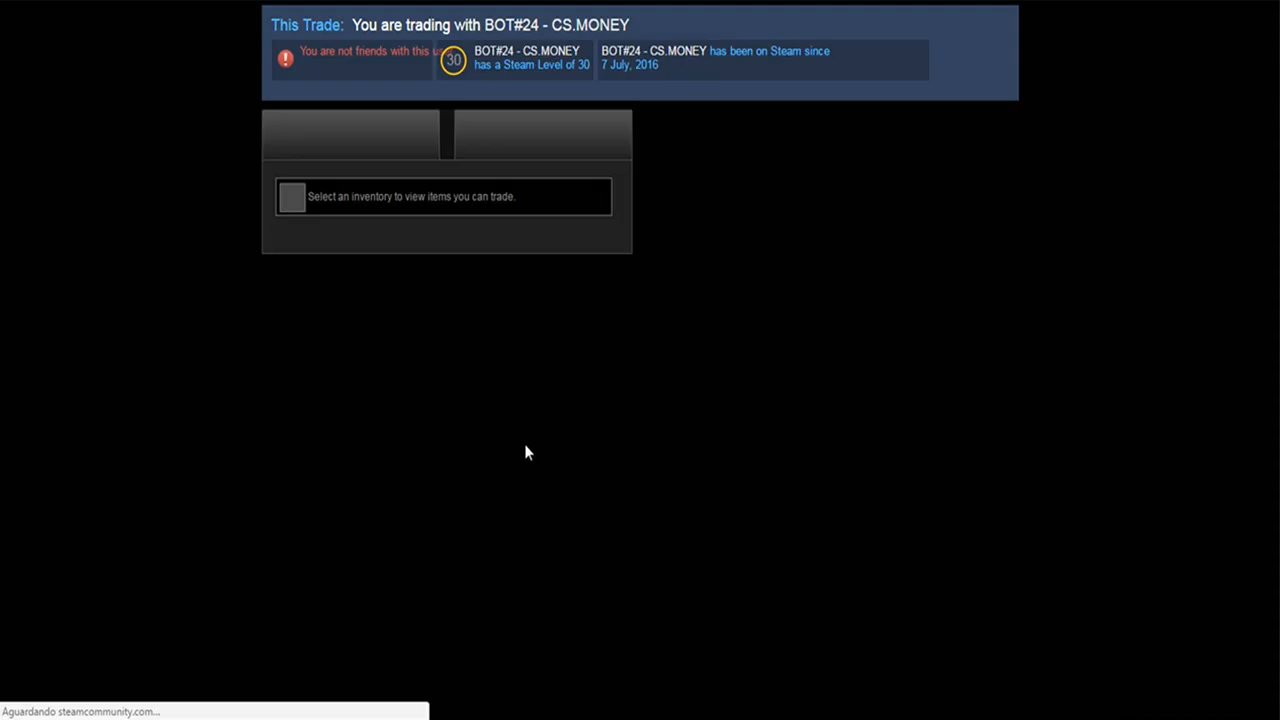 This Trade: You are trading with BOT#24 - CS.MONEY
You are not friends with this
30
BOT#24 - CS.MONEY
has a Steam Level of 30
BOT#24 - CS.MONEY has been on Steam since
7 July, 2016
Select an inventory to view items you can trade.
Aguardando steamcommunity.com...